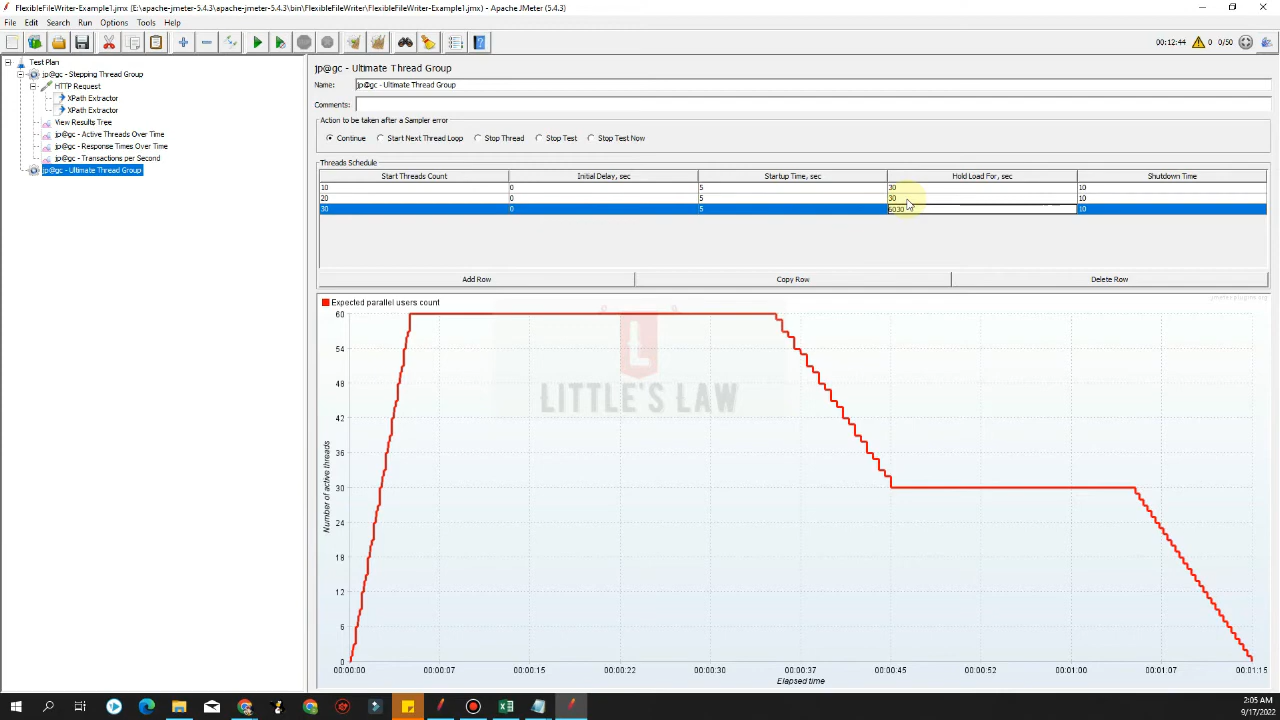 FlexibleFileWriter-Example1.jmx (E:\apache-jmeter-5.4.3\apache-jmeter-5.4.3\bin\FlexibleFileWriter\FlexibleFileWriter-Example1.jmx) - Apache JMeter (5.4.3)
File Edit Search Run Options Tools Help
00:12:44 0 0/50
Test Plan
jp@gc - Stepping Thread Group
HTTP Request
XPath Extractor
XPath Extractor
View Results Tree
jp@gc - Active Threads Over Time
jp@gc - Response Times Over Time
jp@gc - Transactions per Second
jp@gc - Ultimate Thread Group
jp@gc - Ultimate Thread Group
Name: jp@gc - Ultimate Thread Group
Comments:
Action to be taken after a Sampler error
Continue Start Next Thread Loop Stop Thread Stop Test Stop Test Now
Threads Schedule
Start Threads Count Initial Delay, sec Startup Time, sec Hold Load For, sec Shutdown Time
10 0 5 30 10
20 0 5 30 10
30 0 5 6030 10
Add Row Copy Row Delete Row
Expected parallel users count
jmeter-plugins.org
60
54
48
42
36
30
24
18
12
6
0
Number of active threads
LITTLE'S LAW
00:00:00 00:00:07 00:00:15 00:00:22 00:00:30 00:00:37 00:00:45 00:00:52 00:01:00 00:01:07 00:01:15
Elapsed time
2:05 AM
9/17/2022